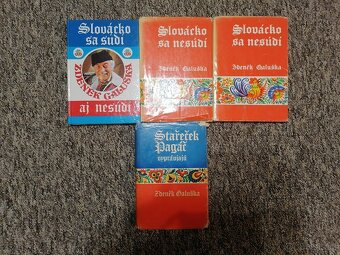 Slovácko
sa súdí
ZDENĚK GALUŠKA
aj nesúdí
Slovácko
sa nesúdí
Zdeněk Galuška
Slovácko
sa nesúdí
Zdeněk Galuška
Stařeček
Pagáč
vyprávjajú
Zdeněk Galuška